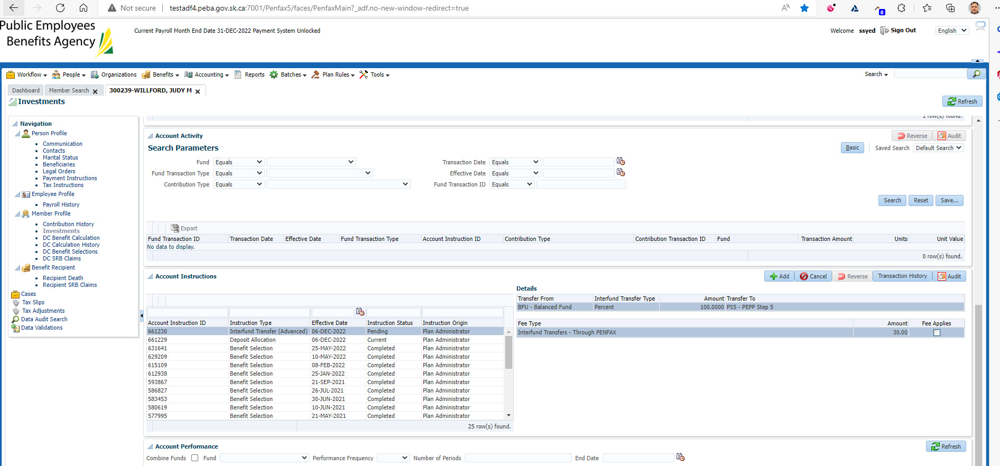 Not secure testadf4.peba.gov.sk.ca:7001/Penfax5/faces/PenfaxMain?_adf.no-new-window-redirect=true
0
Public Employees
Benefits Agency
Current Payroll Month End Date 31-DEC-2022 Payment System Unlocked
Welcome ssyed Sign Out English
Workflow People Organizations Benefits Accounting Reports Batches Plan Rules Tools Search
Dashboard Member Search 300239-WILLFORD, JUDY M
Investments Refresh
Navigation
Person Profile
Communication
Contacts
Marital Status
Beneficiaries
Legal Orders
Payment Instructions
Tax Instructions
Employee Profile
Payroll History
Member Profile
Contribution History
Investments
DC Benefit Calculation
DC Calculation History
DC Benefit Selections
DC SRB Claims
Benefit Recipient
Recipient Death
Recipient SRB Claims
Cases
Tax Slips
Tax Adjustments
Data Audit Search
Data Validations
1 row(s) found.
Account Activity Reverse Audit
Search Parameters Basic Saved Search Default Search
Fund Equals Transaction Date Equals
Fund Transaction Type Equals Effective Date Equals
Contribution Type Equals Fund Transaction ID Equals
Search Reset Save...
Export
Fund Transaction ID Transaction Date Effective Date Fund Transaction Type Account Instruction ID Contribution Type Contribution Transaction ID Fund Transaction Amount Units Unit Value
No data to display.
0 row(s) found.
Account Instructions Add Cancel Reverse Transaction History Audit
Account Instruction ID Instruction Type Effective Date Instruction Status Instruction Origin
661230 Interfund Transfer (Advanced) 06-DEC-2022 Pending Plan Administrator
661229 Deposit Allocation 06-DEC-2022 Current Plan Administrator
631641 Benefit Selection 25-MAY-2022 Completed Plan Administrator
629209 Benefit Selection 10-MAY-2022 Completed Plan Administrator
615109 Benefit Selection 08-FEB-2022 Completed Plan Administrator
612938 Benefit Selection 25-JAN-2022 Completed Plan Administrator
593867 Benefit Selection 21-SEP-2021 Completed Plan Administrator
586827 Benefit Selection 26-JUL-2021 Completed Plan Administrator
583453 Benefit Selection 30-JUN-2021 Completed Plan Administrator
580619 Benefit Selection 10-JUN-2021 Completed Plan Administrator
577995 Benefit Selection 21-MAY-2021 Completed Plan Administrator
25 row(s) found.
Details
Transfer From Interfund Transfer Type Amount Transfer To
BFU - Balanced Fund Percent 100.0000 PS5 - PEPP Step 5
Fee Type Amount Fee Applies
Interfund Transfers - Through PENFAX 30.00
Account Performance Refresh
Combine Funds Fund Performance Frequency Number of Periods End Date